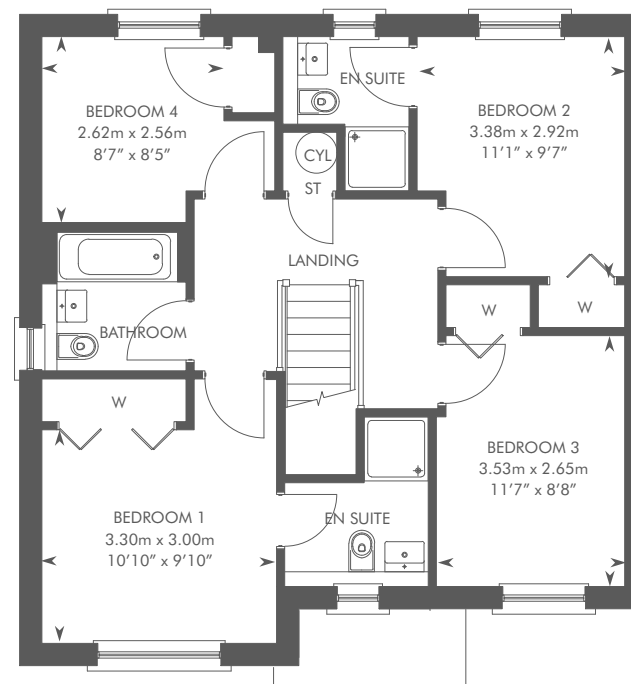 BEDROOM 4
2.62m x 2.56m
8’7” x 8’5”
EN SUITE
BEDROOM 2
3.38m x 2.92m
11’1” x 9’7”
CYL
ST
LANDING
W
W
BATHROOM
W
BEDROOM 3
3.53m x 2.65m
11’7” x 8’8”
BEDROOM 1
3.30m x 3.00m
10’10” x 9’10”
EN SUITE